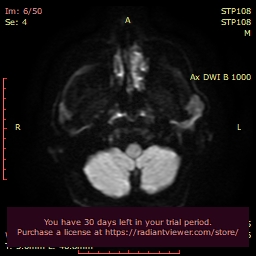 Im: 6/50
Se: 4
A
STP108
STP108
M
Ax DWI B 1000
R
L
You have 30 days left in your trial period.
Purchase a license at https://radiantviewer.com/store/